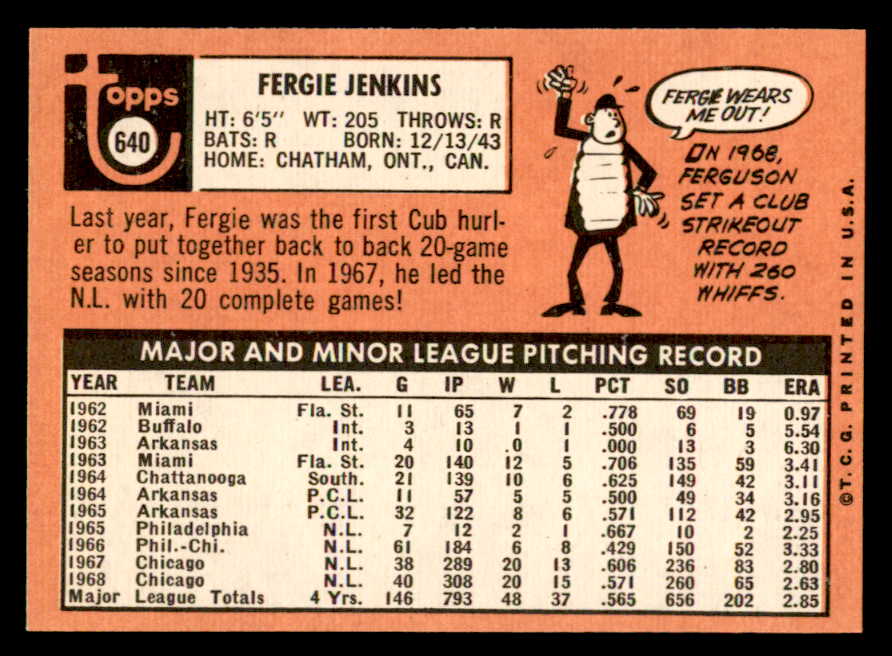 topps
640
FERGIE JENKINS
HT: 6'5" WT: 205 THROWS: R
BATS: R BORN: 12/13/43
HOME: CHATHAM, ONT., CAN.
Last year, Fergie was the first Cub hurl-
er to put together back to back 20-game
seasons since 1935. In 1967, he led the
N.L. with 20 complete games!
FERGIE WEARS
ME OUT!
ON 1968,
FERGUSON
SET A CLUB
STRIKEOUT
RECORD
WITH 260
WHIFFS.
MAJOR AND MINOR LEAGUE PITCHING RECORD
YEAR TEAM LEA. G IP W L PCT SO BB ERA
1962 Miami Fla. St. 11 65 7 2 .778 69 19 0.97
1962 Buffalo Int. 3 13 1 1 .500 6 5 5.54
1963 Arkansas Int. 4 10 .0 1 .000 13 3 6.30
1963 Miami Fla. St. 20 140 12 5 .706 135 59 3.41
1964 Chattanooga South. 21 139 10 6 .625 149 42 3.11
1964 Arkansas P.C.L. 11 57 5 5 .500 49 34 3.16
1965 Arkansas P.C.L. 32 122 8 6 .571 112 42 2.95
1965 Philadelphia N.L. 7 12 2 1 .667 10 2 2.25
1966 Phil.-Chi. N.L. 61 184 6 8 .429 150 52 3.33
1967 Chicago N.L. 38 289 20 13 .606 236 83 2.80
1968 Chicago N.L. 40 308 20 15 .571 260 65 2.63
Major League Totals 4 Yrs. 146 793 48 37 .565 656 202 2.85
©T.C.G. PRINTED IN U.S.A.